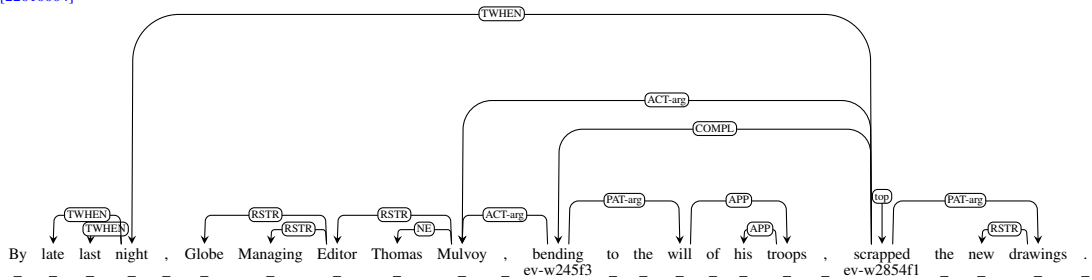 TWHEN
ACT-arg
COMPL
TWHEN TWHEN RSTR RSTR RSTR NE ACT-arg PAT-arg APP APP top PAT-arg RSTR
By late last night , Globe Managing Editor Thomas Mulvoy , bending to the will of his troops , scrapped the new drawings .
ev-w245f3 ev-w2854f1